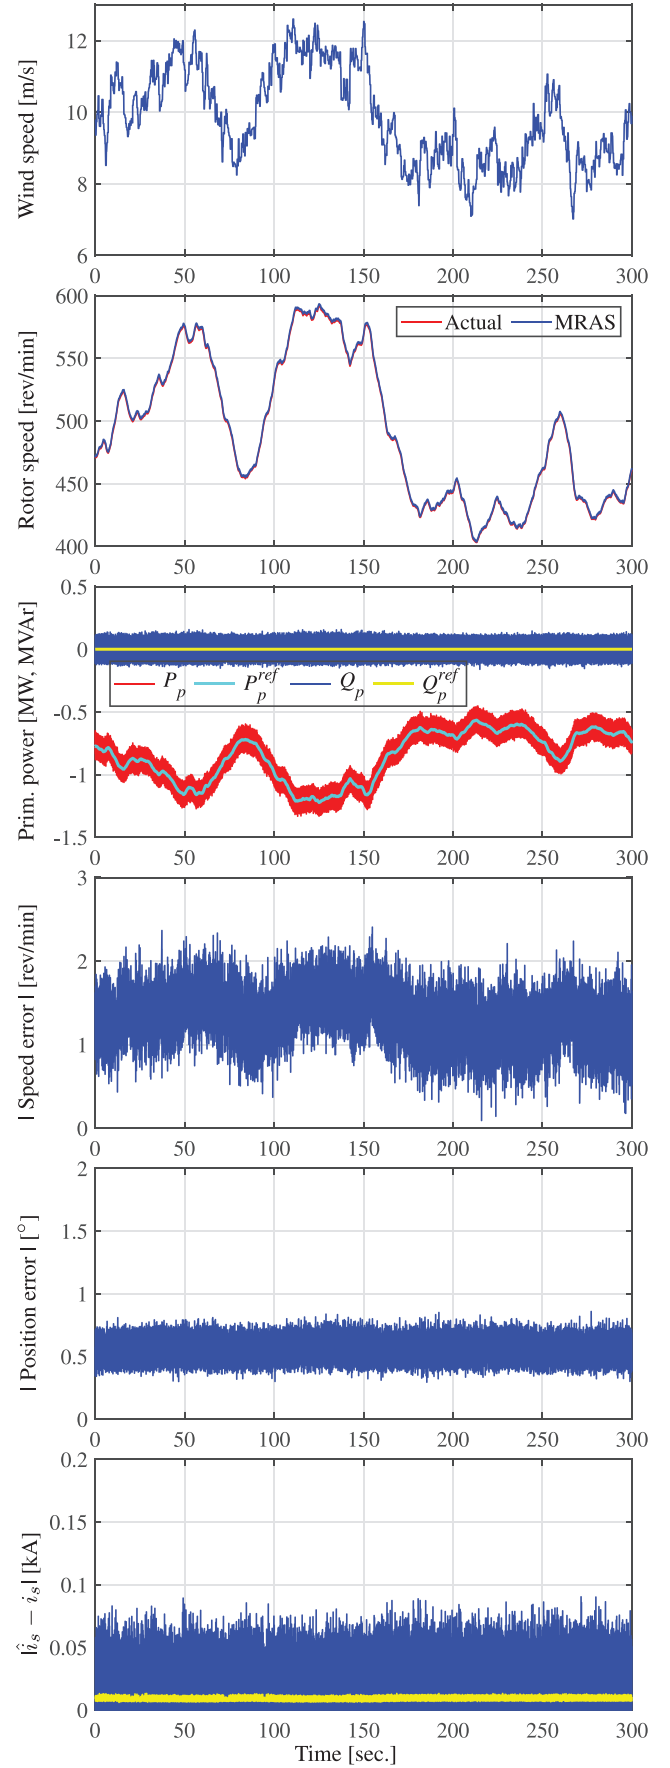 12
10
8
6
Wind speed [m/s]
0 50 100 150 200 250 300
600
550
500
450
400
Rotor speed [rev/min]
Actual MRAS
0 50 100 150 200 250 300
0.5
0
-0.5
-1
-1.5
Prim. power [MW, MVAr]
P_p P_p^ref Q_p Q_p^ref
0 50 100 150 200 250 300
3
2
1
0
| Speed error | [rev/min]
0 50 100 150 200 250 300
2
1.5
1
0.5
0
| Position error | [°]
0 50 100 150 200 250 300
0.2
0.15
0.1
0.05
0
|î_s − i_s| [kA]
0 50 100 150 200 250 300
Time [sec.]